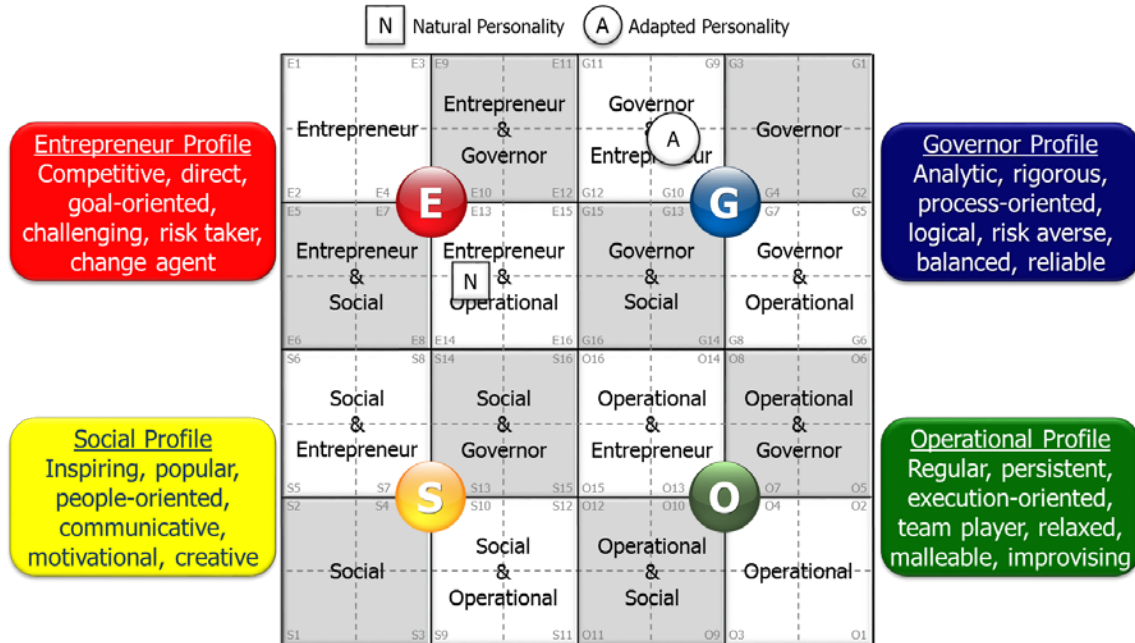 N Natural Personality A Adapted Personality
E1 E3 E9 E11 G11 G9 G3 G1
Entrepreneur
Entrepreneur
&
Governor
Governor
&
Entrepreneur
A
Governor
E2 E4 E10 E12 G12 G10 G4 G2
E G
E5 E7 E13 E15 G15 G13 G7 G5
Entrepreneur
&
Social
Entrepreneur
&
Operational
N
Governor
&
Social
Governor
&
Operational
E6 E8 E14 E16 G16 G14 G8 G6
S6 S8 S14 S16 O16 O14 O8 O6
Social
&
Entrepreneur
Social
&
Governor
Operational
&
Entrepreneur
Operational
&
Governor
S5 S7 S13 S15 O15 O13 O7 O5
S O
S2 S4 S10 S12 O12 O10 O4 O2
Social
Social
&
Operational
Operational
&
Social
Operational
S1 S3 S9 S11 O11 O9 O3 O1
Entrepreneur Profile
Competitive, direct,
goal-oriented,
challenging, risk taker,
change agent
Governor Profile
Analytic, rigorous,
process-oriented,
logical, risk averse,
balanced, reliable
Social Profile
Inspiring, popular,
people-oriented,
communicative,
motivational, creative
Operational Profile
Regular, persistent,
execution-oriented,
team player, relaxed,
malleable, improvising